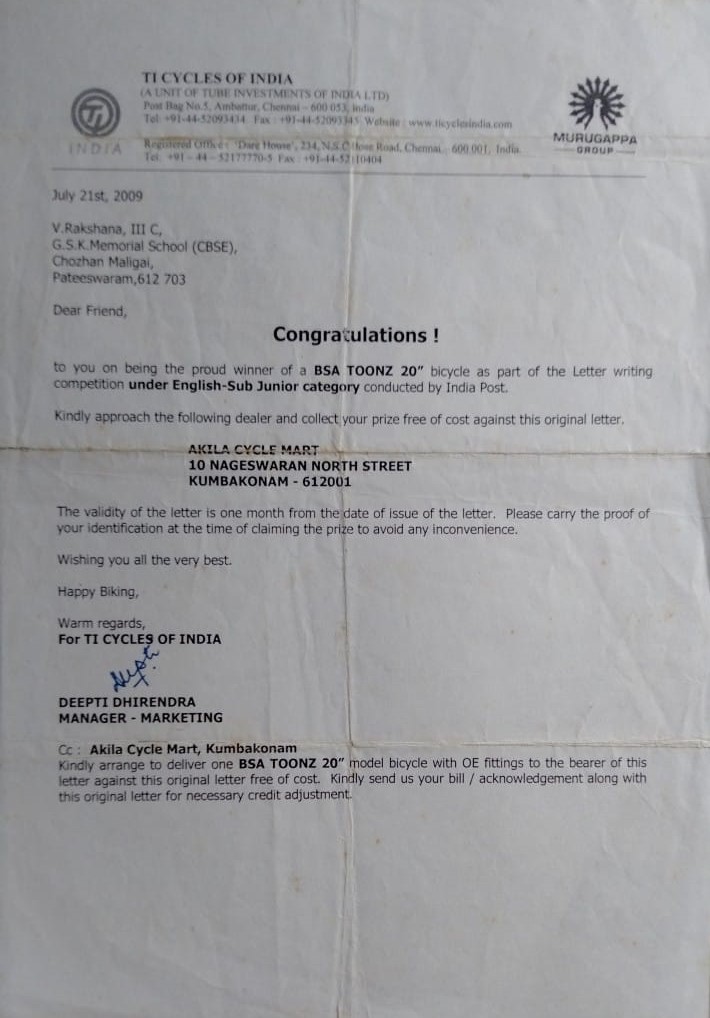 TI CYCLES OF INDIA
(A UNIT OF TUBE INVESTMENTS OF INDIA LTD)
Post Bag No.5, Ambattur, Chennai - 600 053, India
Tel +91-44-52093434 Fax : +91-44-52093345 Website : www.ticyclesindia.com
Registered Office : 'Dare House', 234, N.S.C Bose Road, Chennai - 600 001, India.
Tel : +91 - 44 - 52177770-5 Fax : +91-44-52110404
TI
INDIA
MURUGAPPA
GROUP
July 21st, 2009
V.Rakshana, III C,
G.S.K.Memorial School (CBSE),
Chozhan Maligai,
Pateeswaram,612 703
Dear Friend,
Congratulations !
to you on being the proud winner of a BSA TOONZ 20" bicycle as part of the Letter writing
competition under English-Sub Junior category conducted by India Post.
Kindly approach the following dealer and collect your prize free of cost against this original letter.
AKILA CYCLE MART
10 NAGESWARAN NORTH STREET
KUMBAKONAM - 612001
The validity of the letter is one month from the date of issue of the letter. Please carry the proof of
your identification at the time of claiming the prize to avoid any inconvenience.
Wishing you all the very best.
Happy Biking,
Warm regards,
For TI CYCLES OF INDIA
DEEPTI DHIRENDRA
MANAGER - MARKETING
Cc : Akila Cycle Mart, Kumbakonam
Kindly arrange to deliver one BSA TOONZ 20" model bicycle with OE fittings to the bearer of this
letter against this original letter free of cost. Kindly send us your bill / acknowledgement along with
this original letter for necessary credit adjustment.